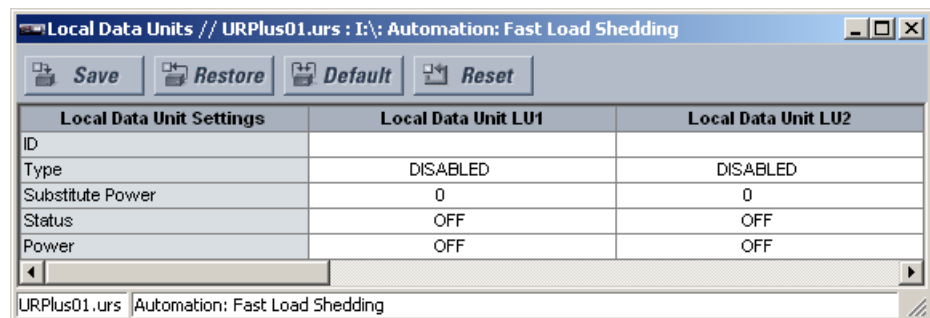 Local Data Units // URPlus01.urs : I:\: Automation: Fast Load Shedding
Save Restore Default Reset
Local Data Unit Settings Local Data Unit LU1 Local Data Unit LU2
ID
Type DISABLED DISABLED
Substitute Power 0 0
Status OFF OFF
Power OFF OFF
URPlus01.urs Automation: Fast Load Shedding